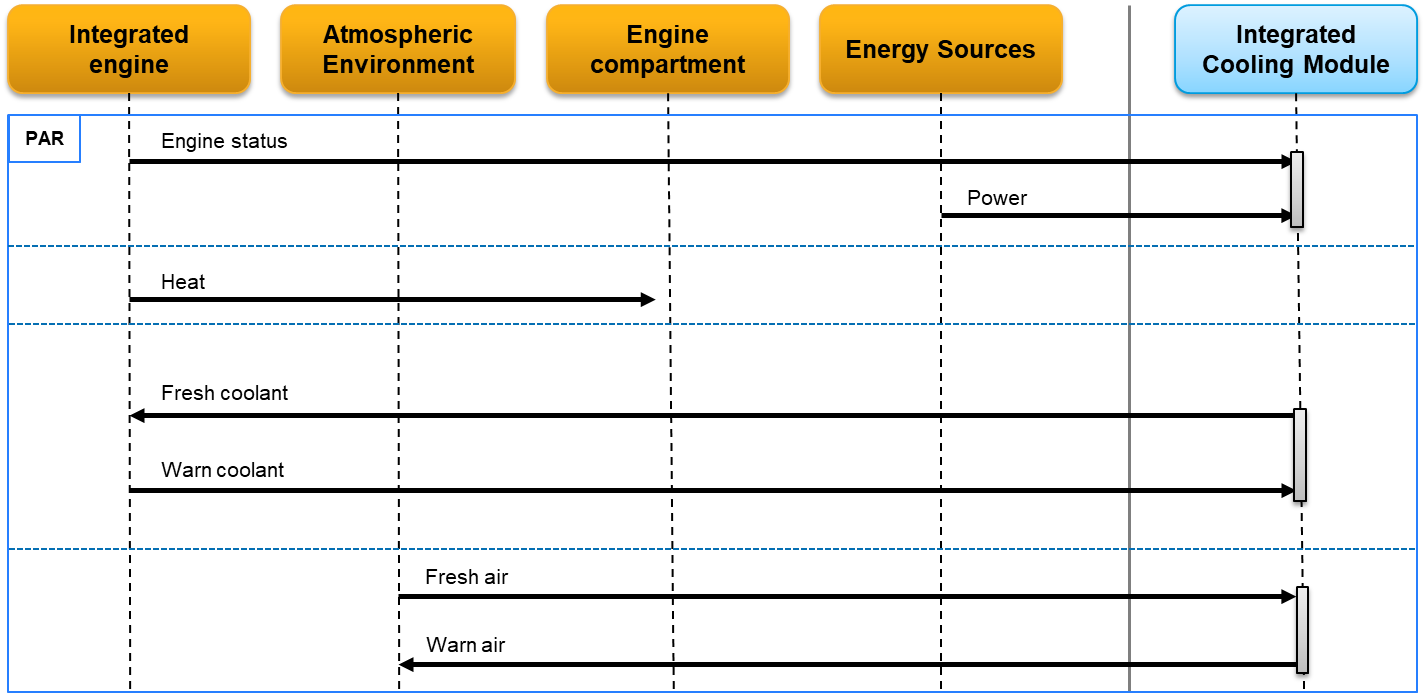 Integrated
engine
Atmospheric
Environment
Engine
compartment
Energy Sources
Integrated
Cooling Module
PAR
Engine status
Power
Heat
Fresh coolant
Warn coolant
Fresh air
Warn air